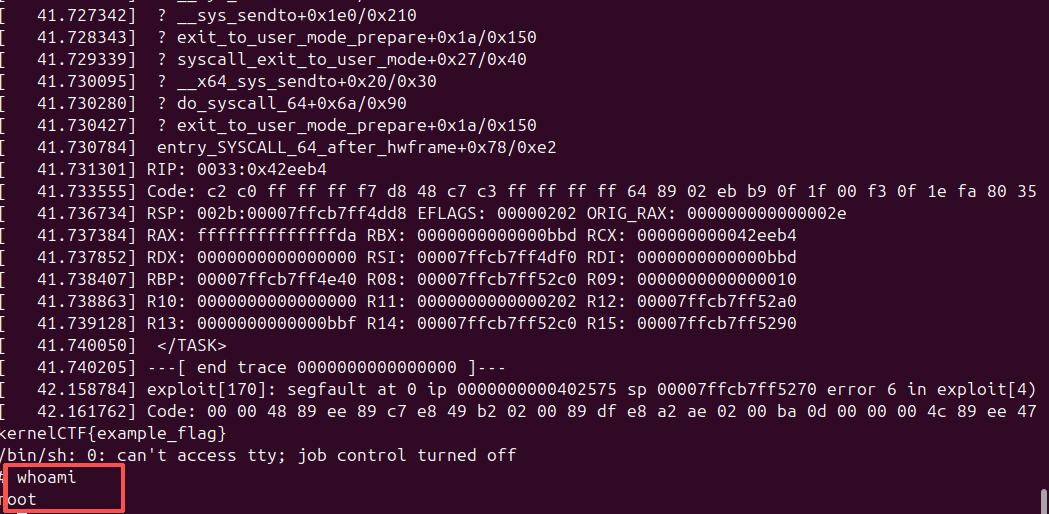 [   41.727342]  ? __sys_sendto+0x1e0/0x210
[   41.728343]  ? exit_to_user_mode_prepare+0x1a/0x150
[   41.729339]  ? syscall_exit_to_user_mode+0x27/0x40
[   41.730095]  ? __x64_sys_sendto+0x20/0x30
[   41.730280]  ? do_syscall_64+0x6a/0x90
[   41.730427]  ? exit_to_user_mode_prepare+0x1a/0x150
[   41.730784]  entry_SYSCALL_64_after_hwframe+0x78/0xe2
[   41.731301] RIP: 0033:0x42eeb4
[   41.733555] Code: c2 c0 ff ff ff f7 d8 48 c7 c3 ff ff ff ff 64 89 02 eb b9 0f 1f 00 f3 0f 1e fa 80 35
[   41.736734] RSP: 002b:00007ffcb7ff4dd8 EFLAGS: 00000202 ORIG_RAX: 000000000000002e
[   41.737384] RAX: ffffffffffffffda RBX: 0000000000000bbd RCX: 000000000042eeb4
[   41.737852] RDX: 0000000000000000 RSI: 00007ffcb7ff4df0 RDI: 0000000000000bbd
[   41.738407] RBP: 00007ffcb7ff4e40 R08: 00007ffcb7ff52c0 R09: 0000000000000010
[   41.738863] R10: 0000000000000000 R11: 0000000000000202 R12: 00007ffcb7ff52a0
[   41.739128] R13: 0000000000000bbf R14: 00007ffcb7ff52c0 R15: 00007ffcb7ff5290
[   41.740050]  </TASK>
[   41.740205] ---[ end trace 0000000000000000 ]---
[   42.158784] exploit[170]: segfault at 0 ip 0000000000402575 sp 00007ffcb7ff5270 error 6 in exploit[4)
[   42.161762] Code: 00 00 48 89 ee 89 c7 e8 49 b2 02 00 89 df e8 a2 ae 02 00 ba 0d 00 00 00 4c 89 ee 47
kernelCTF{example_flag}
/bin/sh: 0: can't access tty; job control turned off
# whoami
root